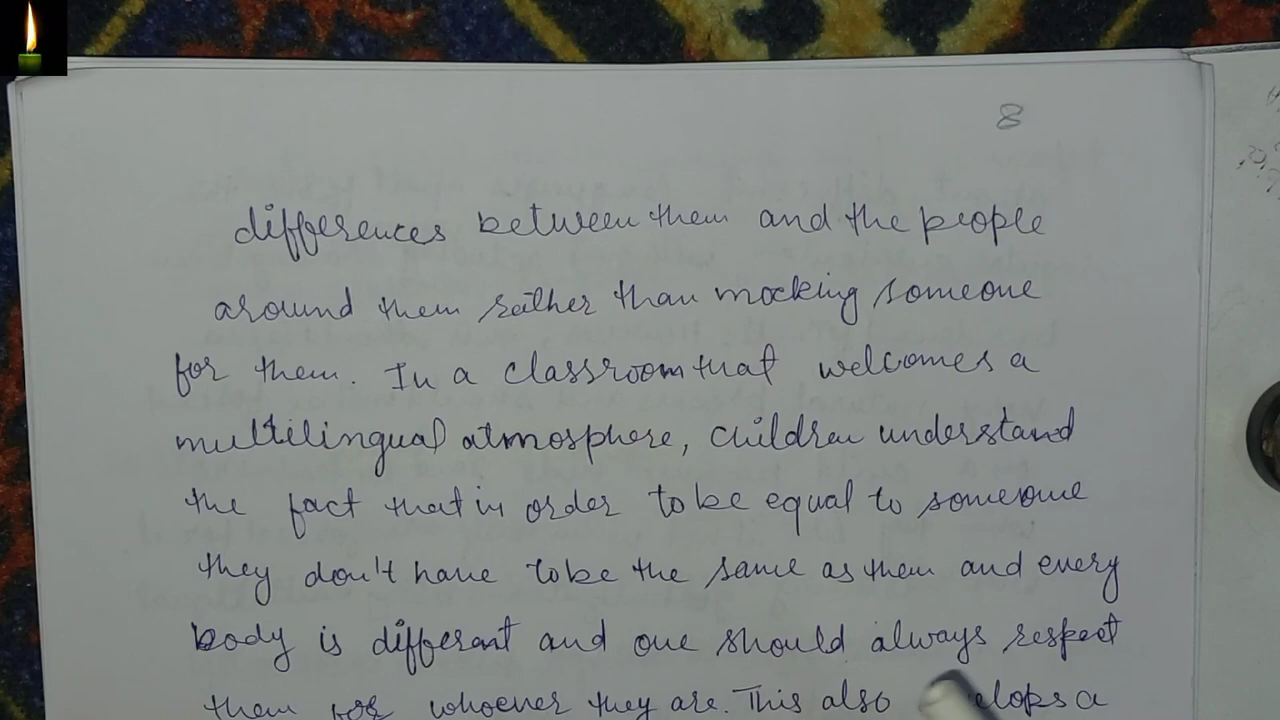 8
differences between them and the people
around them rather than mocking someone
for them. In a classroom that welcomes a
multilingual atmosphere, children understand
the fact that in order to be equal to someone
they don't have to be the same as them and every
body is different and one should always respect
them for whoever they are. This also a